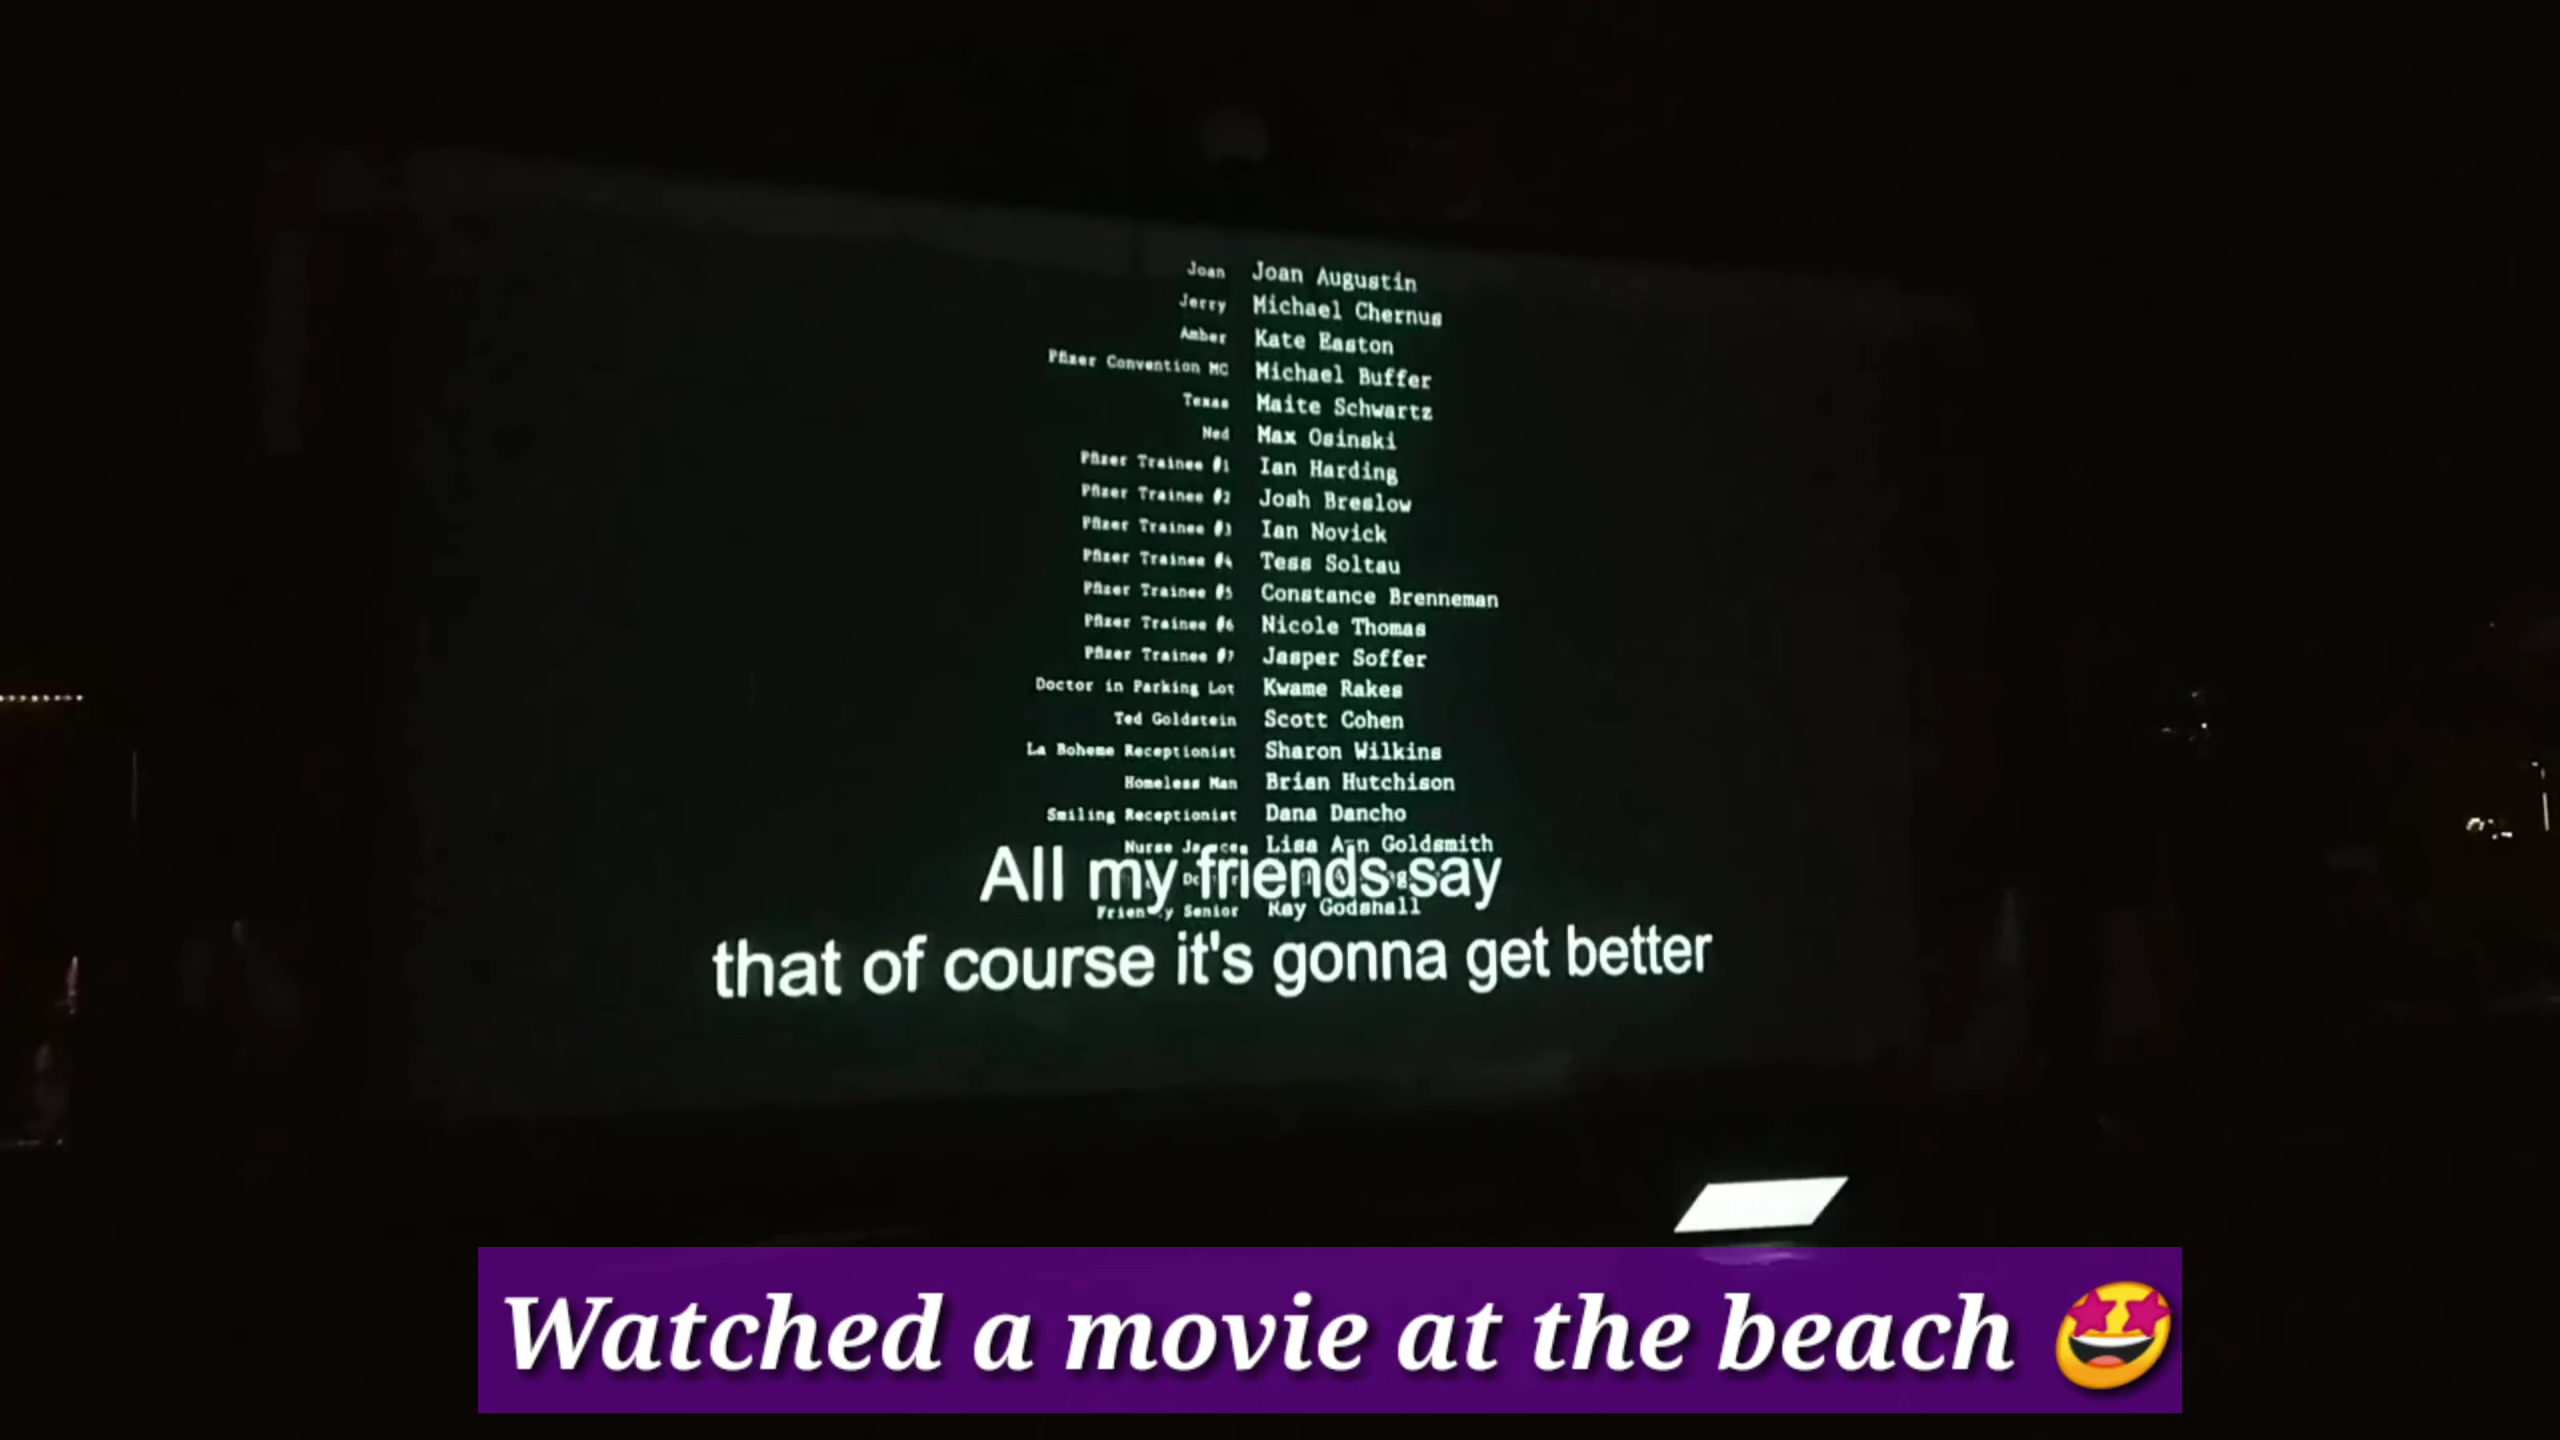 Joan Joan Augustin
Jerry Michael Chernus
Amber Kate Easton
Pfizer Convention MC Michael Buffer
Texas Maite Schwartz
Ned Max Osinski
Pfizer Trainee #1 Ian Harding
Pfizer Trainee #2 Josh Breslow
Pfizer Trainee #3 Ian Novick
Pfizer Trainee #4 Tess Soltau
Pfizer Trainee #5 Constance Brenneman
Pfizer Trainee #6 Nicole Thomas
Pfizer Trainee #7 Jasper Soffer
Doctor in Parking Lot Kwame Rakes
Ted Goldstein Scott Cohen
La Boheme Receptionist Sharon Wilkins
Homeless Man Brian Hutchison
Smiling Receptionist Dana Dancho
Nurse Lisa Ann Goldsmith
Senior Ray Godshall
All my friends say
that of course it's gonna get better
Watched a movie at the beach 🤩